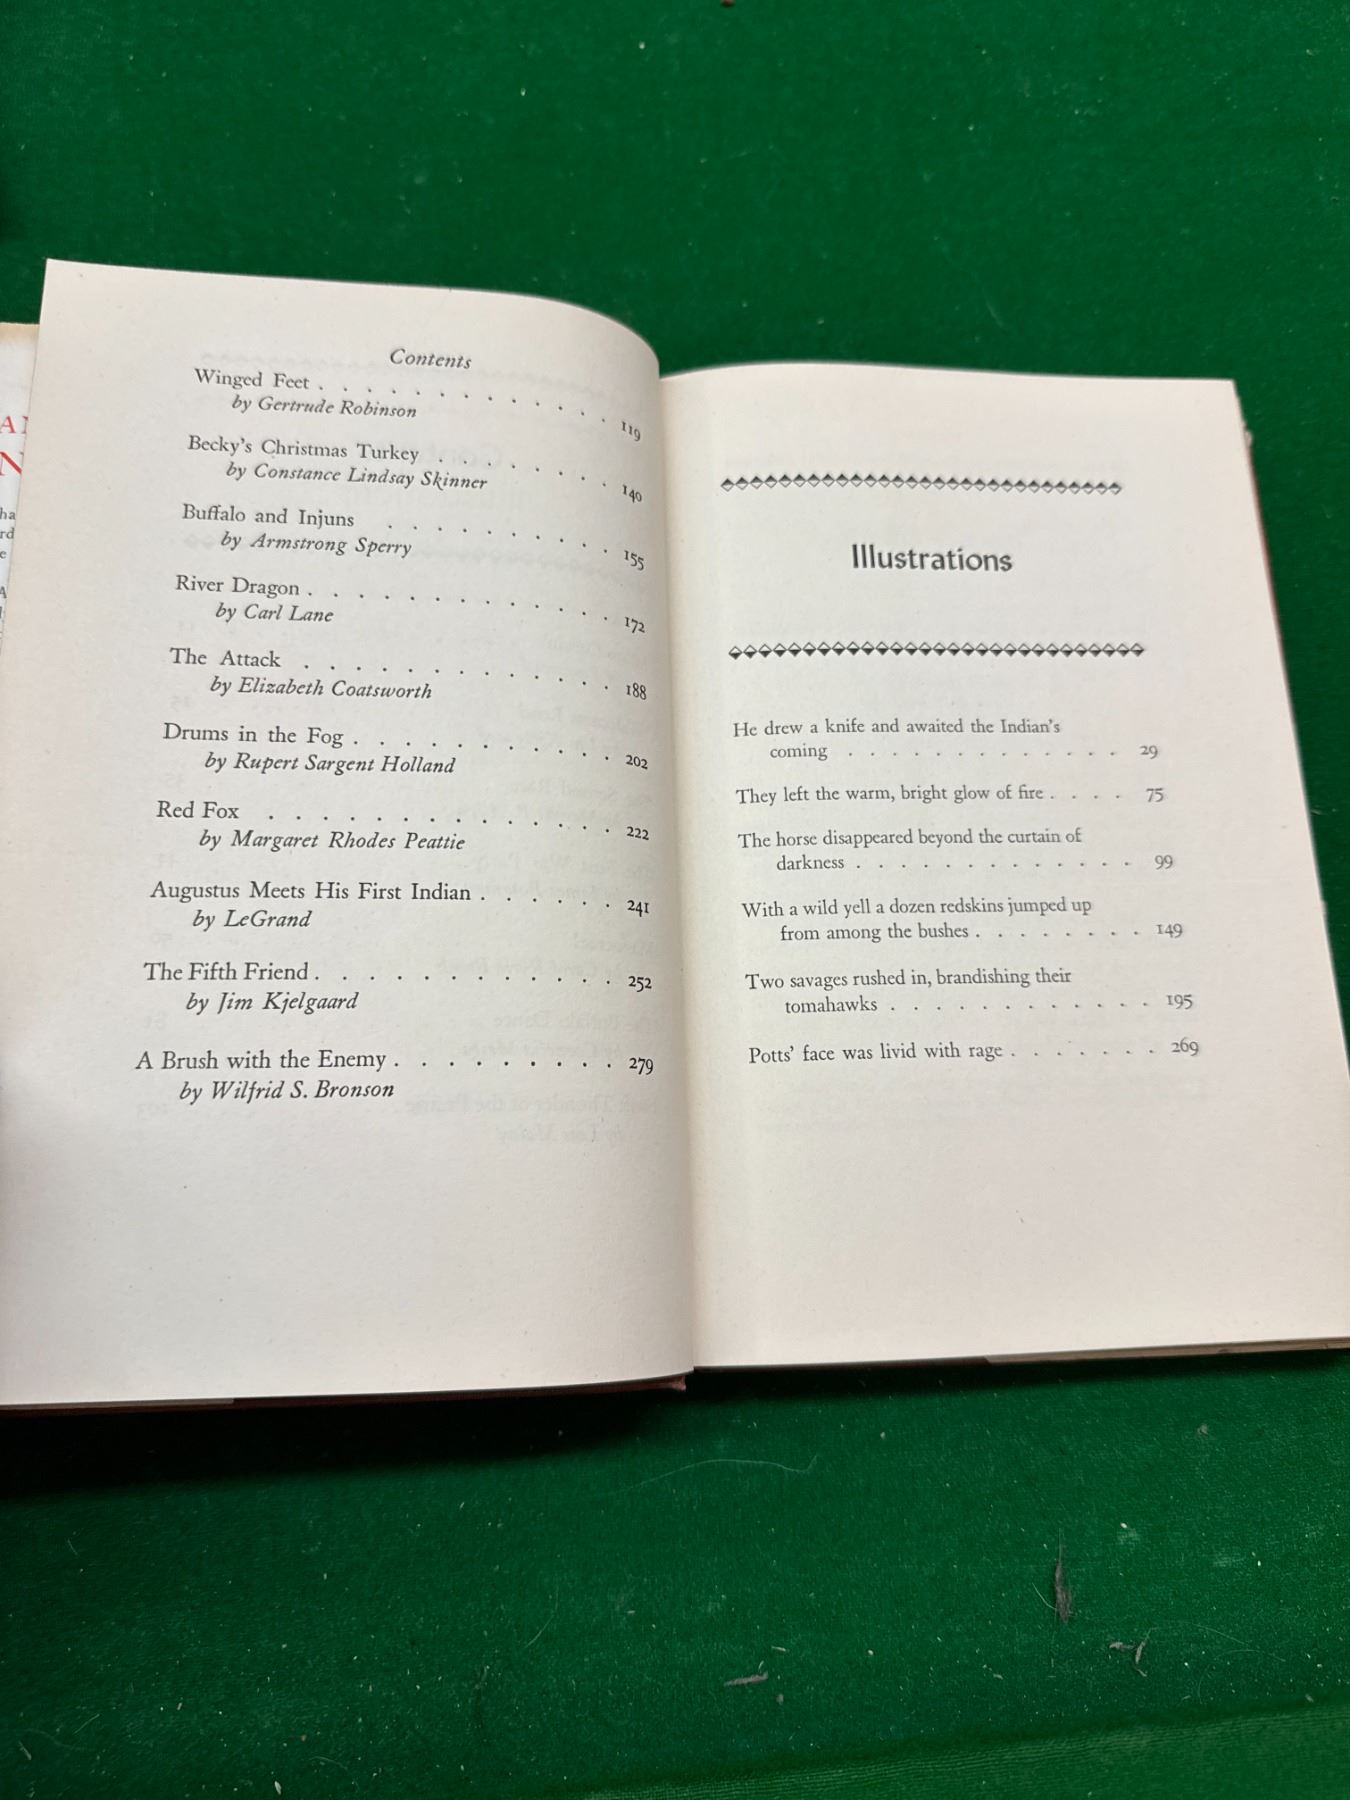 Contents
Winged Feet . . . . . . . . . . . . 119
by Gertrude Robinson
Becky's Christmas Turkey . . . . . . . 140
by Constance Lindsay Skinner
Buffalo and Injuns . . . . . . . . . 155
by Armstrong Sperry
River Dragon . . . . . . . . . . . 172
by Carl Lane
The Attack . . . . . . . . . . . . 188
by Elizabeth Coatsworth
Drums in the Fog . . . . . . . . . . 202
by Rupert Sargent Holland
Red Fox . . . . . . . . . . . . . 222
by Margaret Rhodes Peattie
Augustus Meets His First Indian . . . . . . 241
by LeGrand
The Fifth Friend . . . . . . . . . . . 252
by Jim Kjelgaard
A Brush with the Enemy . . . . . . . . . 279
by Wilfrid S. Bronson
Illustrations
He drew a knife and awaited the Indian's
coming . . . . . . . . . . . . . 29
They left the warm, bright glow of fire . . . . 75
The horse disappeared beyond the curtain of
darkness . . . . . . . . . . . . . 99
With a wild yell a dozen redskins jumped up
from among the bushes . . . . . . . . 149
Two savages rushed in, brandishing their
tomahawks . . . . . . . . . . . . 195
Potts' face was livid with rage . . . . . . . 269